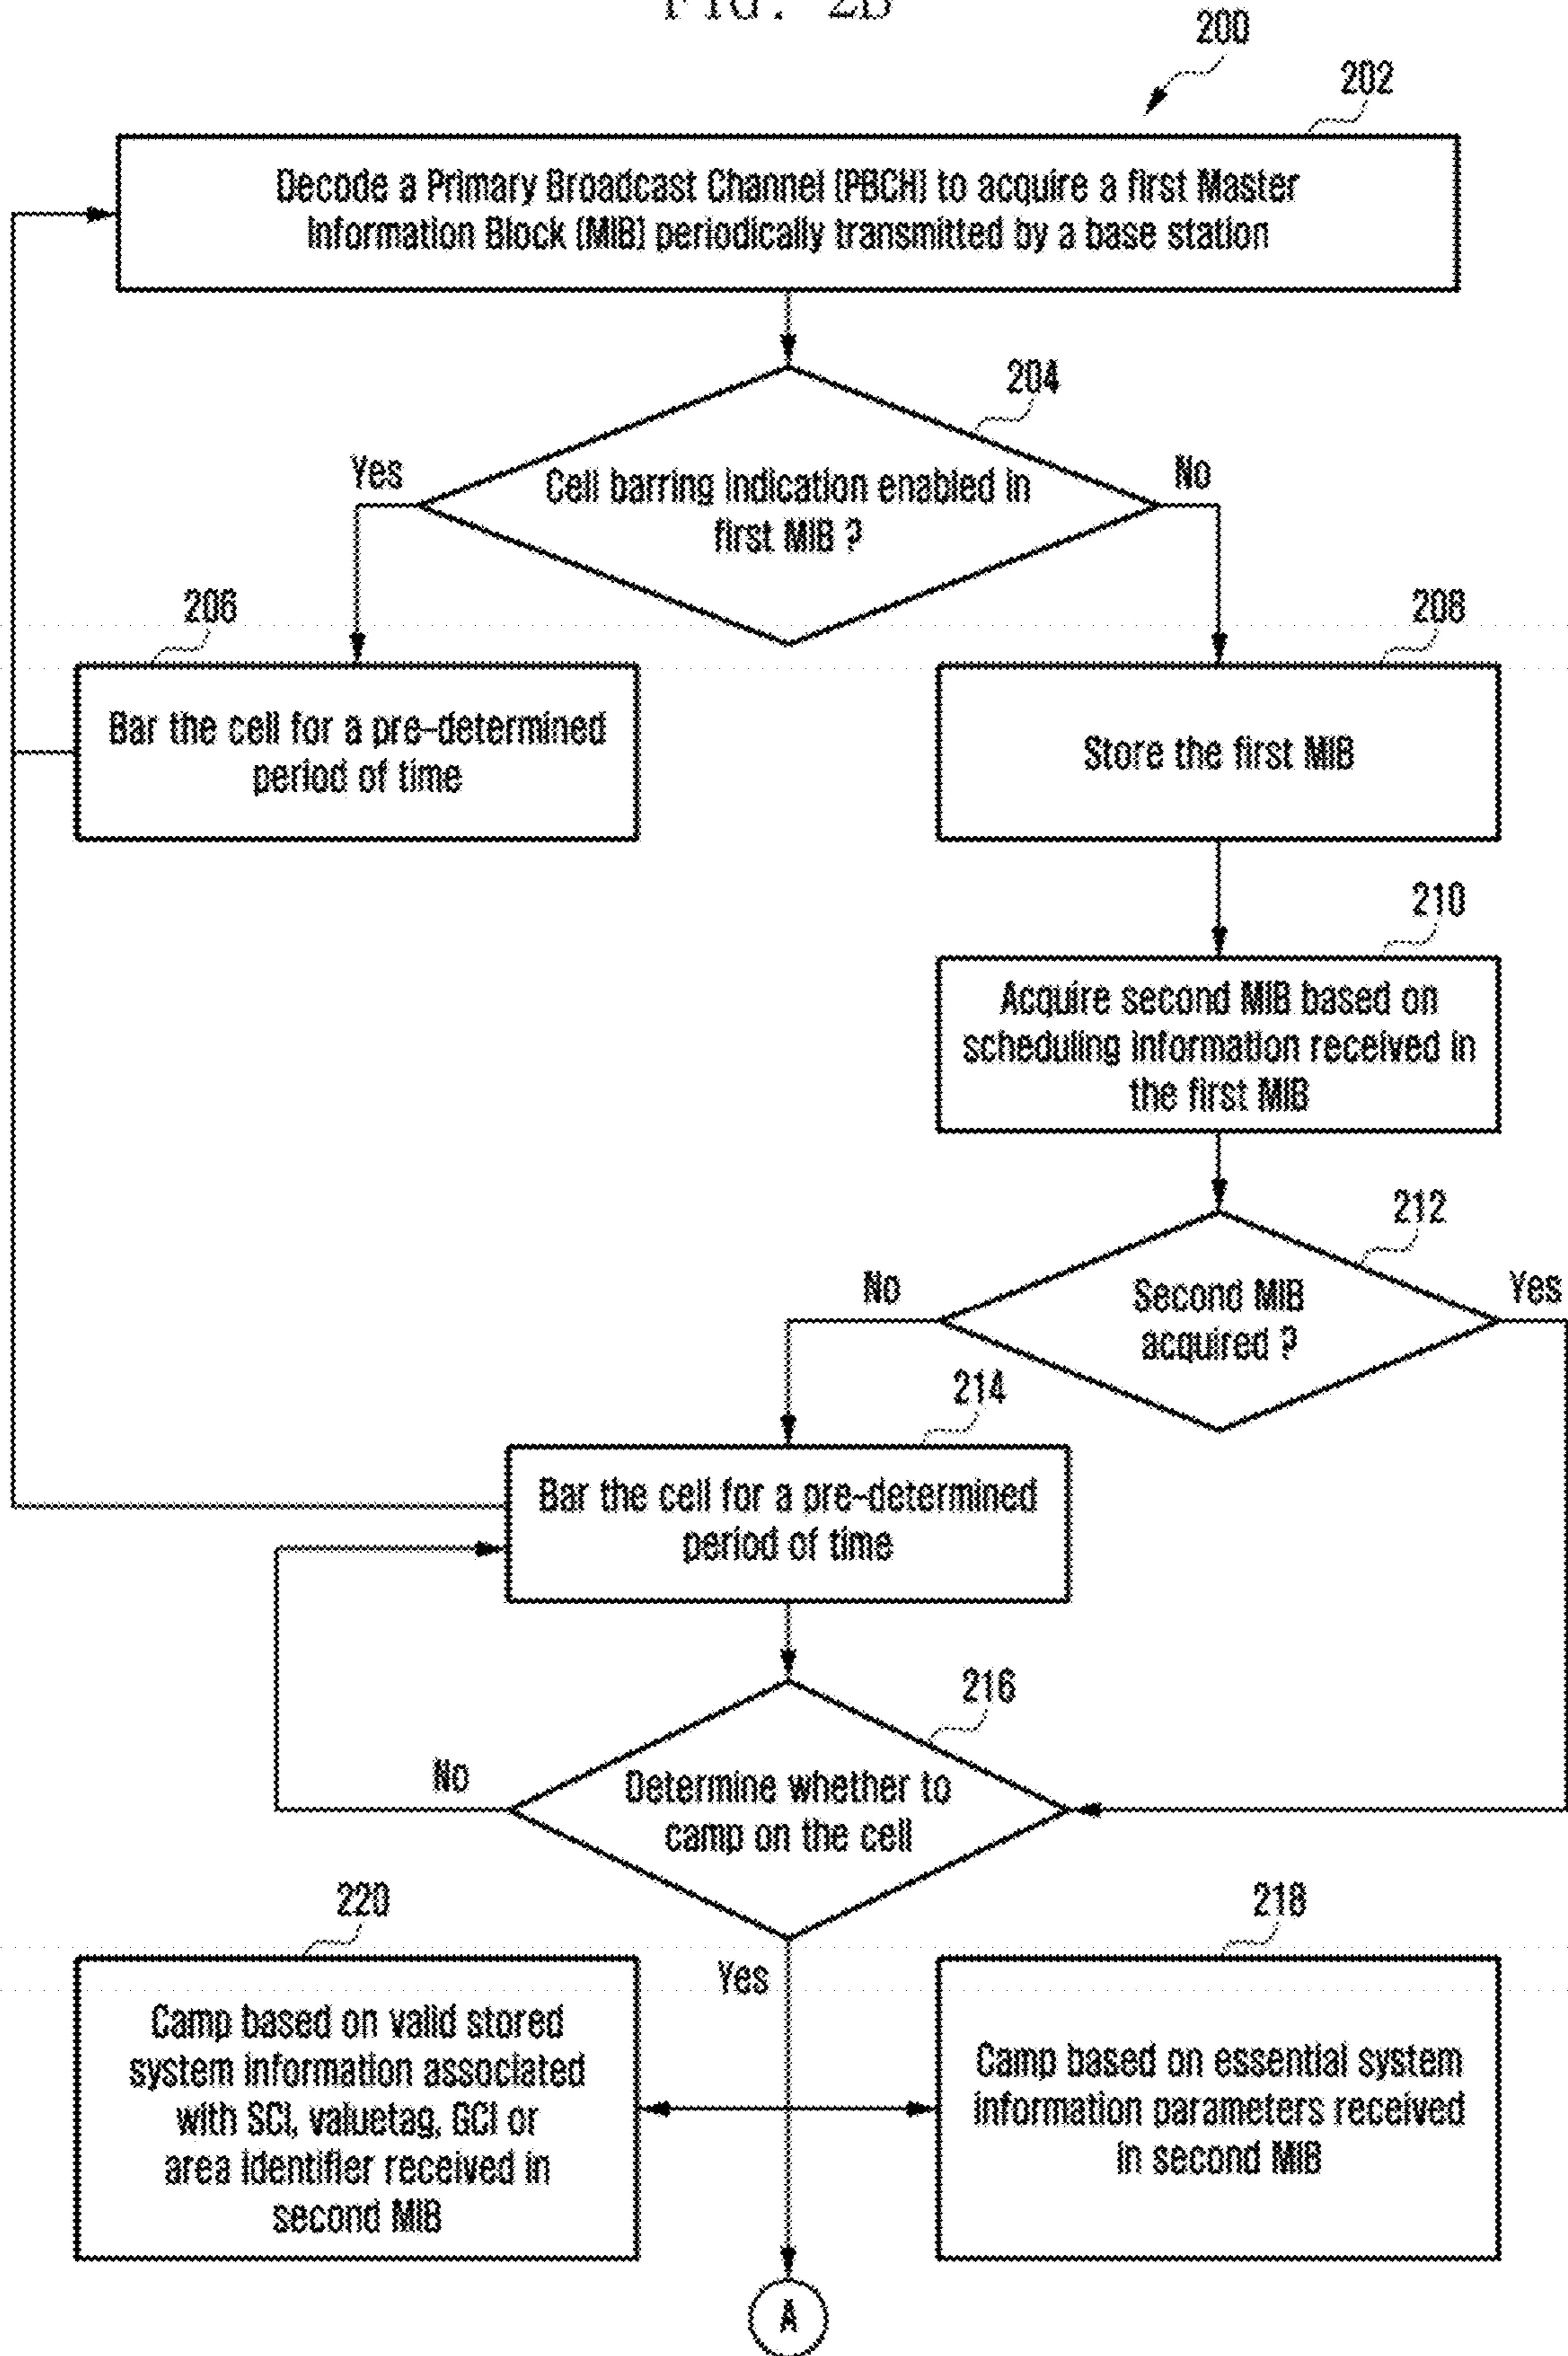 FIG. 2B
200
202
Decode a Primary Broadcast Channel (PBCH) to acquire a first Master
Information Block (MIB) periodically transmitted by a base station
204
Yes
No
Cell barring indication enabled in
first MIB ?
206
208
Bar the cell for a pre-determined
period of time
Store the first MIB
210
Acquire second MIB based on
scheduling information received in
the first MIB
212
No
Yes
Second MIB
acquired ?
214
Bar the cell for a pre-determined
period of time
216
No
Determine whether to
camp on the cell
220
218
Yes
Camp based on valid stored
system information associated
with SCI, valuetag, GCI or
area identifier received in
second MIB
Camp based on essential system
information parameters received
in second MIB
A